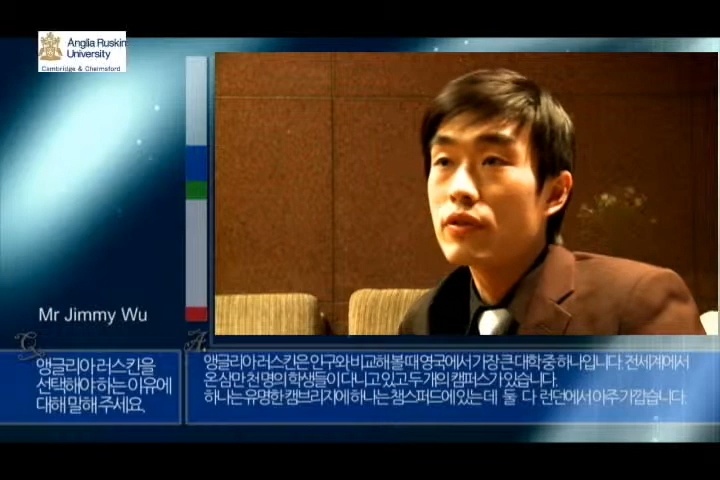 Anglia Ruskin
University
Cambridge & Chelmsford
Mr Jimmy Wu
Q
A.
앵글리아 러스킨을
선택해야 하는 이유에
대해 말해 주세요.
앵글리아 러스킨은 인구와 비교해 볼 때 영국에서 가장 큰 대학 중 하나입니다. 전세계에서
온 삼만 천 명의 학생들이 다니고 있고 두 개의 캠퍼스가 있습니다.
하나는 유명한 캠브리지에 하나는 챔스퍼드에 있는 데 둘 다 런던에서 아주 가깝습니다.